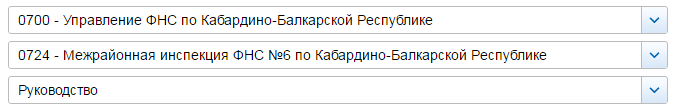 0700 - Управление ФНС по Кабардино-Балкарской Республике
0724 - Межрайонная инспекция ФНС №6 по Кабардино-Балкарской Республике
Руководство